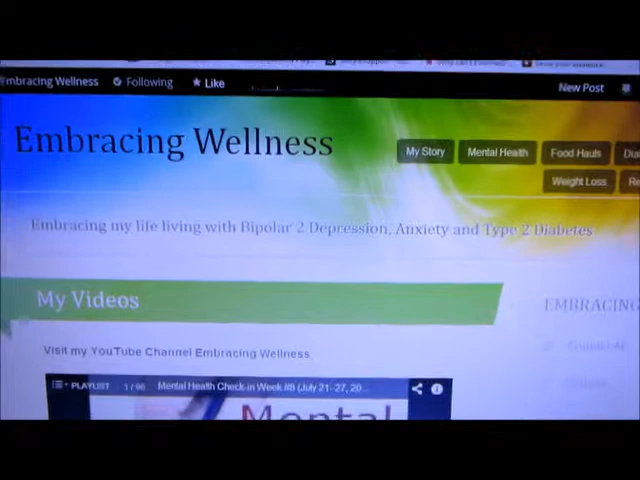 mbracing Wellness Following Like New Post
Embracing Wellness
My Story Mental Health Food Hauls
Weight Loss
Embracing my life living with Bipolar 2 Depression, Anxiety and Type 2 Diabetes
My Videos
EMBRACING
Visit my YouTube Channel Embracing Wellness
PLAYLIST 1/96 Mental Health Check-in Week #8 (July 21- 27, 20...
Mental